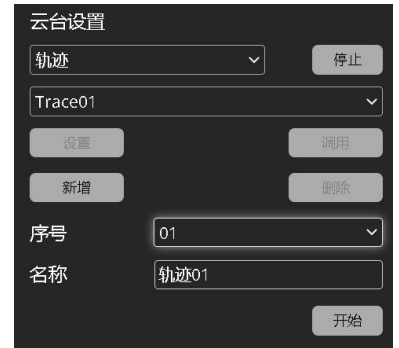 云台设置
轨迹 停止
Trace01
设置 调用
新增 删除
序号 01
名称 轨迹01
开始